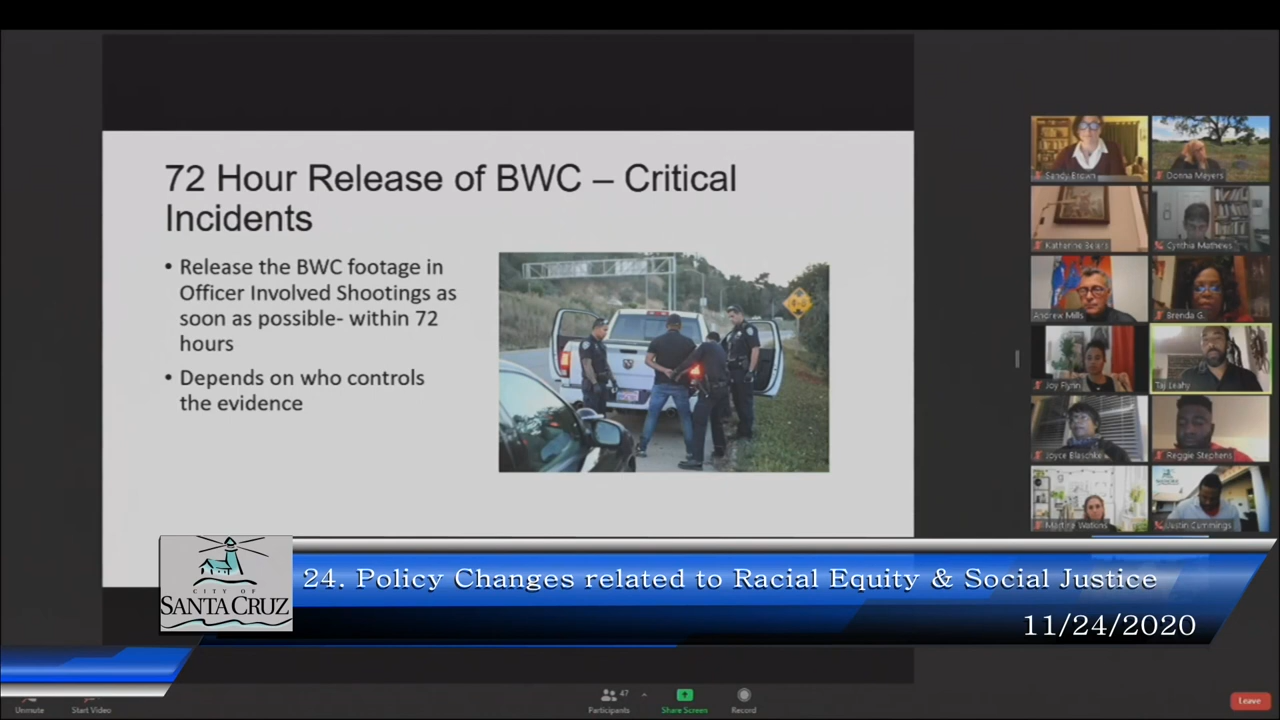 72 Hour Release of BWC – Critical
Incidents
• Release the BWC footage in
Officer Involved Shootings as
soon as possible- within 72
hours
• Depends on who controls
the evidence
Sandy Brown
Donna Meyers
Katherine Beiers
Cynthia Mathews
Andrew Mills
Brenda G.
Joy Flynn
Taj Leahy
Joyce Blaschke
Reggie Stephens
Martine Watkins
Justin Cummings
CITY OF
SANTA CRUZ
24. Policy Changes related to Racial Equity & Social Justice
11/24/2020
Unmute
Start Video
47
Participants
Share Screen
Record
Leave